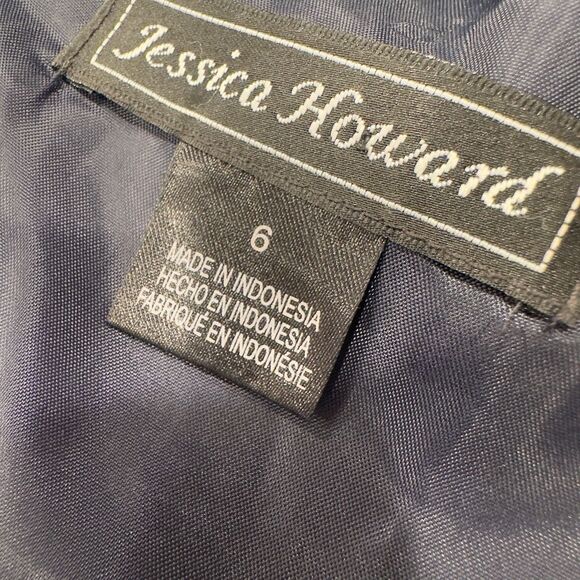 Jessica Howard
6
MADE IN INDONESIA
HECHO EN INDONESIA
FABRIQUÉ EN INDONÉSIE